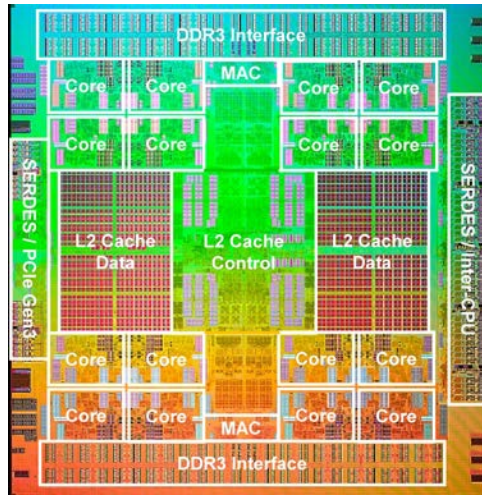 DDR3 Interface
MAC
Core
Core
Core
Core
Core
Core
Core
Core
SERDES / PCIe Gen3
L2 Cache
Data
L2 Cache
Control
L2 Cache
Data
SERDES / Inter-CPU
Core
Core
Core
Core
Core
Core
Core
Core
MAC
DDR3 Interface